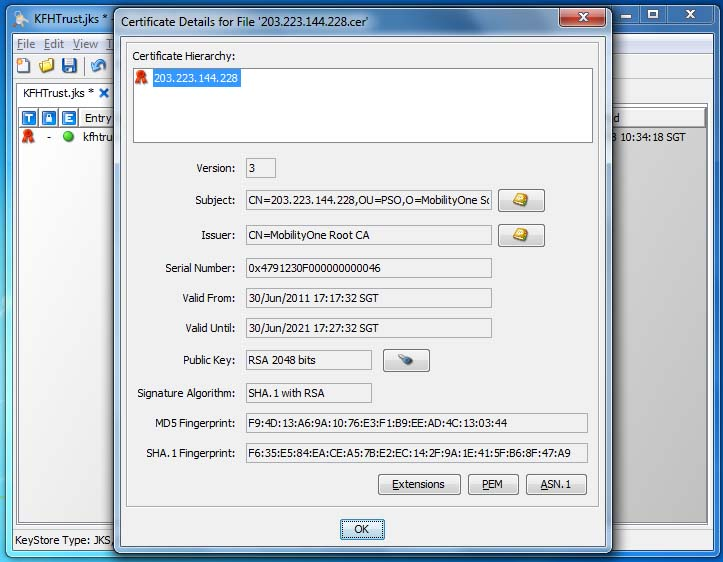 KFHTrust.jks * -
Certificate Details for File '203.223.144.228.cer'
File Edit View T
KFHTrust.jks *
T A E Entry
kfhtru
10:34:18 SGT
Certificate Hierarchy:
203.223.144.228
Version: 3
Subject: CN=203.223.144.228,OU=PSO,O=MobilityOne Sc
Issuer: CN=MobilityOne Root CA
Serial Number: 0x4791230F000000000046
Valid From: 30/Jun/2011 17:17:32 SGT
Valid Until: 30/Jun/2021 17:27:32 SGT
Public Key: RSA 2048 bits
Signature Algorithm: SHA.1 with RSA
MD5 Fingerprint: F9:4D:13:A6:9A:10:76:E3:F1:B9:EE:AD:4C:13:03:44
SHA.1 Fingerprint: F6:35:E5:84:EA:CE:A5:7B:E2:EC:14:2F:9A:1E:41:5F:B6:8F:47:A9
Extensions PEM ASN.1
OK
KeyStore Type: JKS,